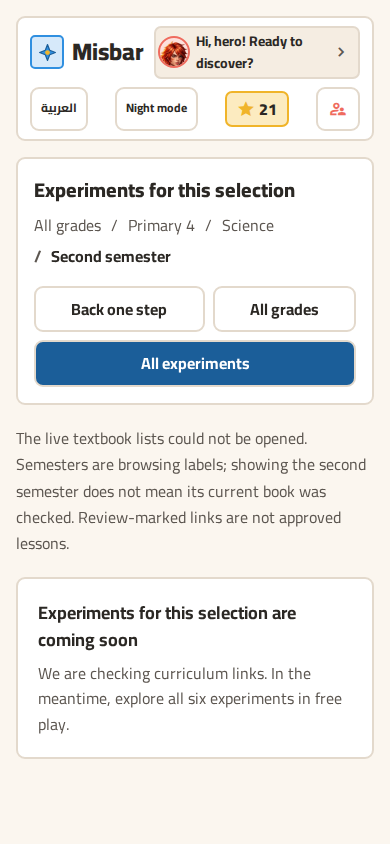 Misbar
Hi, hero! Ready to
discover?
العربية
Night mode
21
Experiments for this selection
All grades / Primary 4 / Science
/ Second semester
Back one step
All grades
All experiments
The live textbook lists could not be opened.
Semesters are browsing labels; showing the second
semester does not mean its current book was
checked. Review-marked links are not approved
lessons.
Experiments for this selection are
coming soon
We are checking curriculum links. In the
meantime, explore all six experiments in free
play.